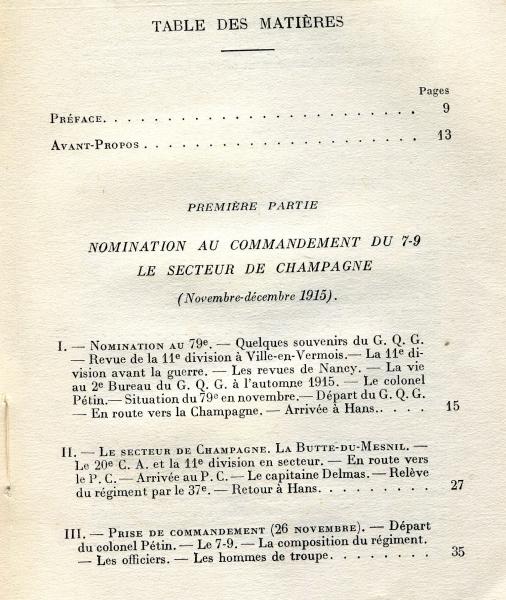 TABLE DES MATIÈRES
Pages
PRÉFACE. . . . . . . . . . . . . . . . . . . . . . . . . 9
AVANT-PROPOS . . . . . . . . . . . . . . . . . . . . . . 13
PREMIÈRE PARTIE
NOMINATION AU COMMANDEMENT DU 7-9
LE SECTEUR DE CHAMPAGNE
(Novembre-décembre 1915).
I. — NOMINATION AU 79e. — Quelques souvenirs du G. Q. G.
— Revue de la 11e division à Ville-en-Vermois. — La 11e di-
vision avant la guerre. — Les revues de Nancy. — La vie
au 2e Bureau du G. Q. G. à l'automne 1915. — Le colonel
Pétin. — Situation du 79e en novembre. — Départ du G. Q. G.
— En route vers la Champagne. — Arrivée à Hans. . . . . 15
II. — LE SECTEUR DE CHAMPAGNE. LA BUTTE-DU-MESNIL. —
Le 20e C. A. et la 11e division en secteur. — En route vers
le P. C. — Arrivée au P. C. — Le capitaine Delmas. — Relève
du régiment par le 37e. — Retour à Hans. . . . . . . . . 27
III. — PRISE DE COMMANDEMENT (26 NOVEMBRE). — Départ
du colonel Pétin. — Le 7-9. — La composition du régiment.
— Les officiers. — Les hommes de troupe. . . . . . . . . 35